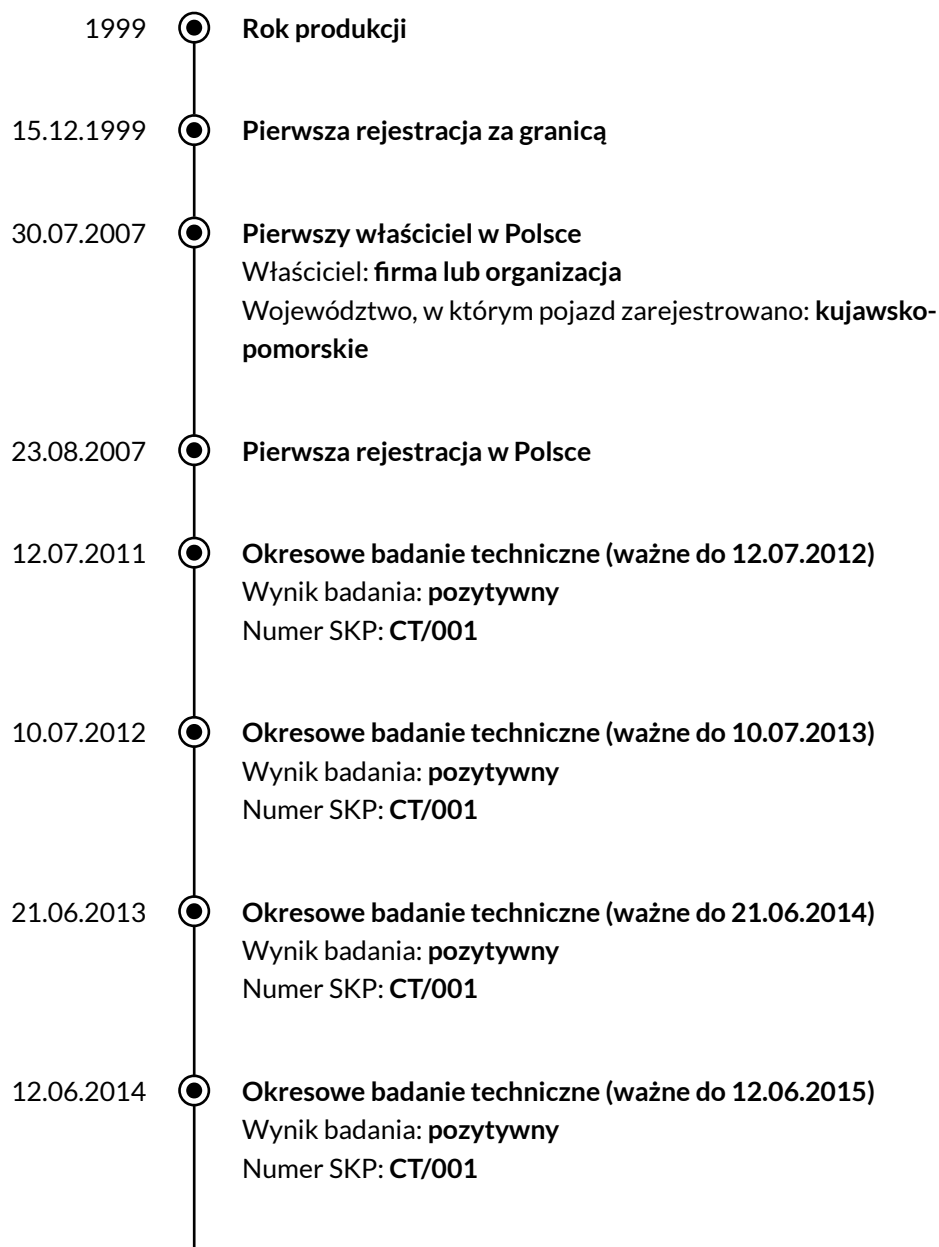 1999 Rok produkcji
15.12.1999 Pierwsza rejestracja za granicą
30.07.2007 Pierwszy właściciel w Polsce
Właściciel: firma lub organizacja
Województwo, w którym pojazd zarejestrowano: kujawsko-
pomorskie
23.08.2007 Pierwsza rejestracja w Polsce
12.07.2011 Okresowe badanie techniczne (ważne do 12.07.2012)
Wynik badania: pozytywny
Numer SKP: CT/001
10.07.2012 Okresowe badanie techniczne (ważne do 10.07.2013)
Wynik badania: pozytywny
Numer SKP: CT/001
21.06.2013 Okresowe badanie techniczne (ważne do 21.06.2014)
Wynik badania: pozytywny
Numer SKP: CT/001
12.06.2014 Okresowe badanie techniczne (ważne do 12.06.2015)
Wynik badania: pozytywny
Numer SKP: CT/001